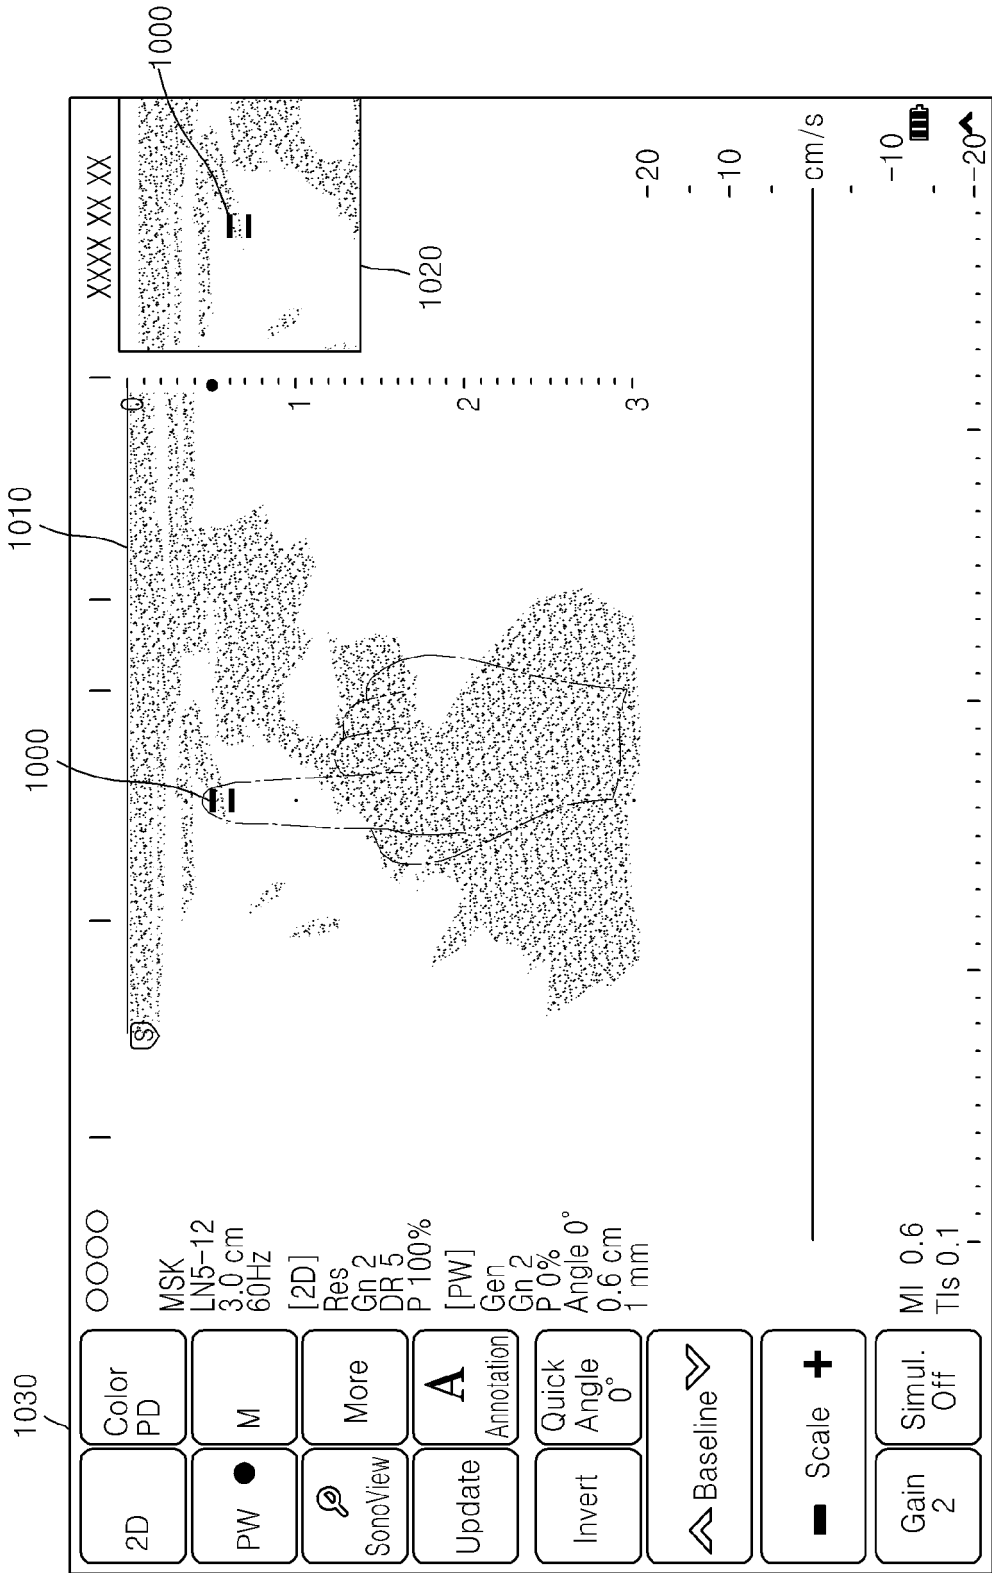 1030
1010
1000
1000
1020
2D
Color
PD
PW
M
SonoView
More
Update
A
Annotation
Invert
Quick
Angle
0°
Baseline
Scale
Gain
2
Simul.
Off
OOOO
MSK
LN5-12
3.0 cm
60Hz
[2D]
Res
Gn 2
DR 5
P 100%
[PW]
Gen
Gn 2
P 0%
Angle 0°
0.6 cm
1 mm
MI 0.6
TIs 0.1
S
0
1
2
3
XXXX XX XX
-20
-10
cm/s
-10
-20